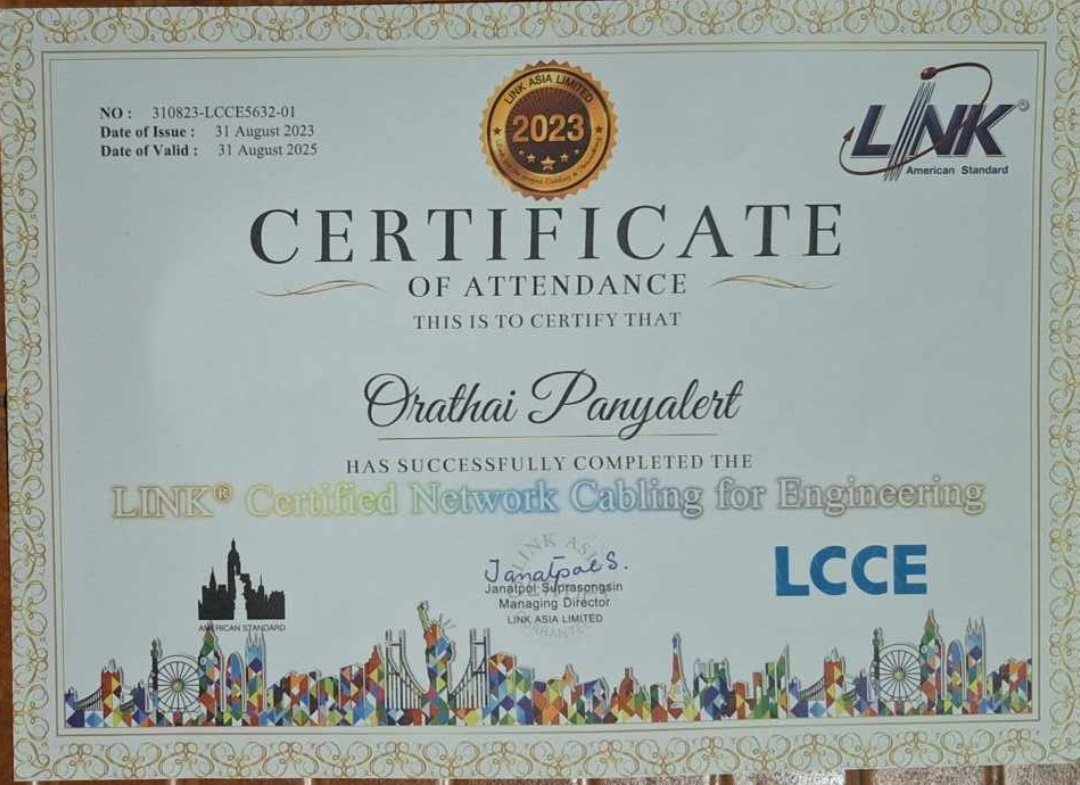 NO : 310823-LCCE5632-01
Date of Issue : 31 August 2023
Date of Valid : 31 August 2025
LINK ASIA LIMITED
2023
LINK®
American Standard
CERTIFICATE
OF ATTENDANCE
THIS IS TO CERTIFY THAT
Orathai Panyalert
HAS SUCCESSFULLY COMPLETED THE
LINK® Certified Network Cabling for Engineering
AMERICAN STANDARD
LINK ASIA
Janatpol S.
Janatpol Suprasongsin
Managing Director
LINK ASIA LIMITED
LCCE